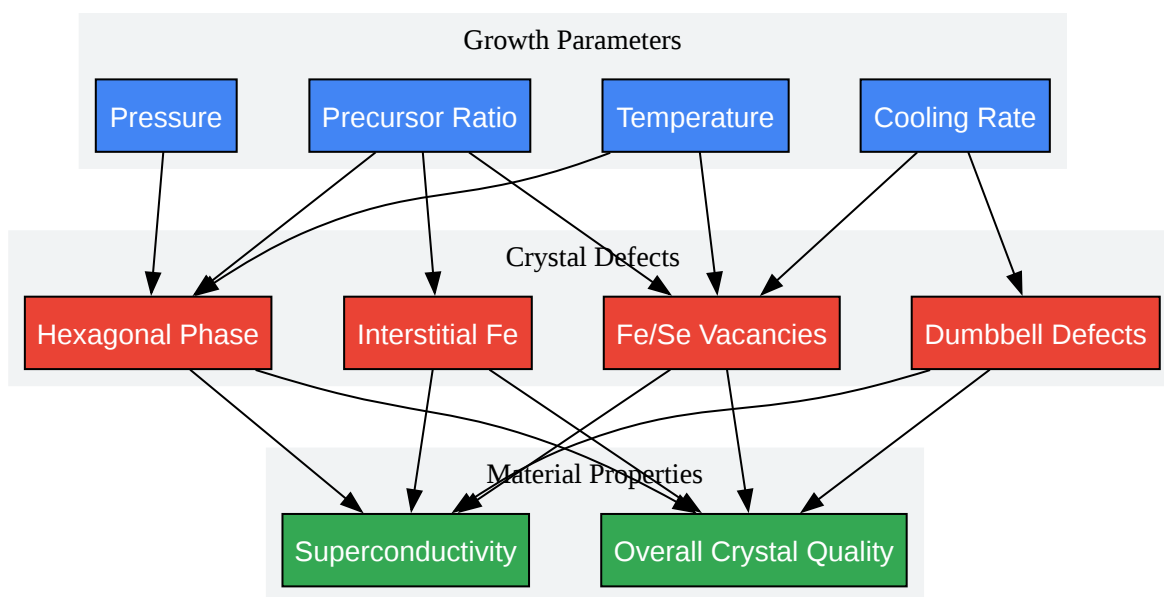 Growth Parameters
Pressure
Precursor Ratio
Temperature
Cooling Rate
Crystal Defects
Hexagonal Phase
Interstitial Fe
Fe/Se Vacancies
Dumbbell Defects
Material Properties
Superconductivity
Overall Crystal Quality